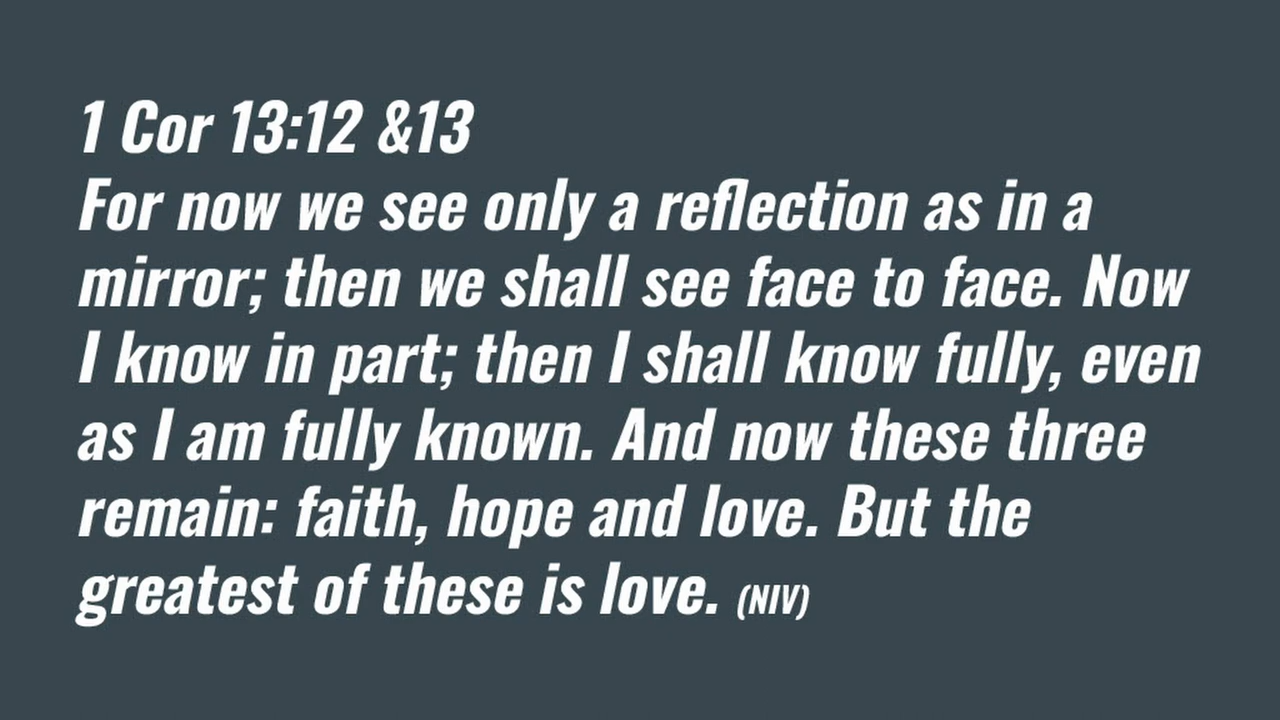 1 Cor 13:12 &13
For now we see only a reflection as in a
mirror; then we shall see face to face. Now
I know in part; then I shall know fully, even
as I am fully known. And now these three
remain: faith, hope and love. But the
greatest of these is love. (NIV)